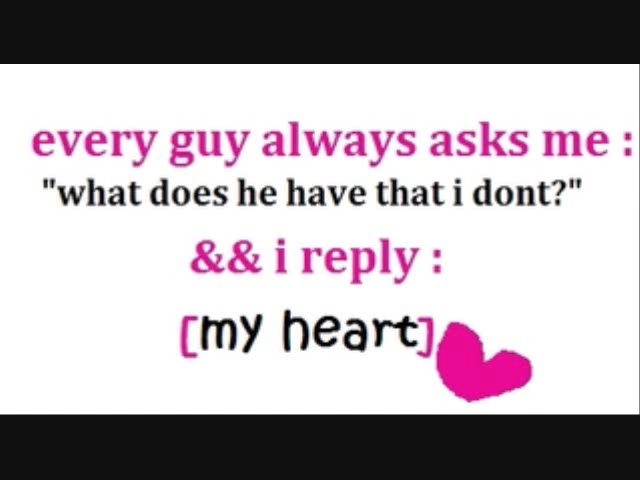 every guy always asks me :
"what does he have that i dont?"
&& i reply :
[my heart]